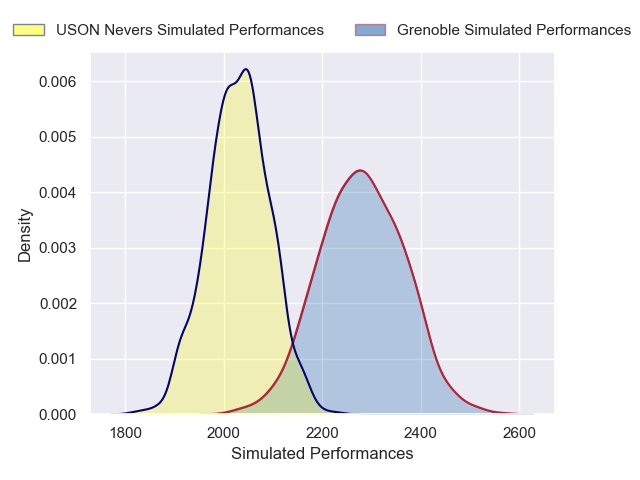 USON Nevers Simulated Performances
Grenoble Simulated Performances
0.006
0.005
0.004
0.003
0.002
0.001
0.000
Density
1800 2000 2200 2400 2600
Simulated Performances